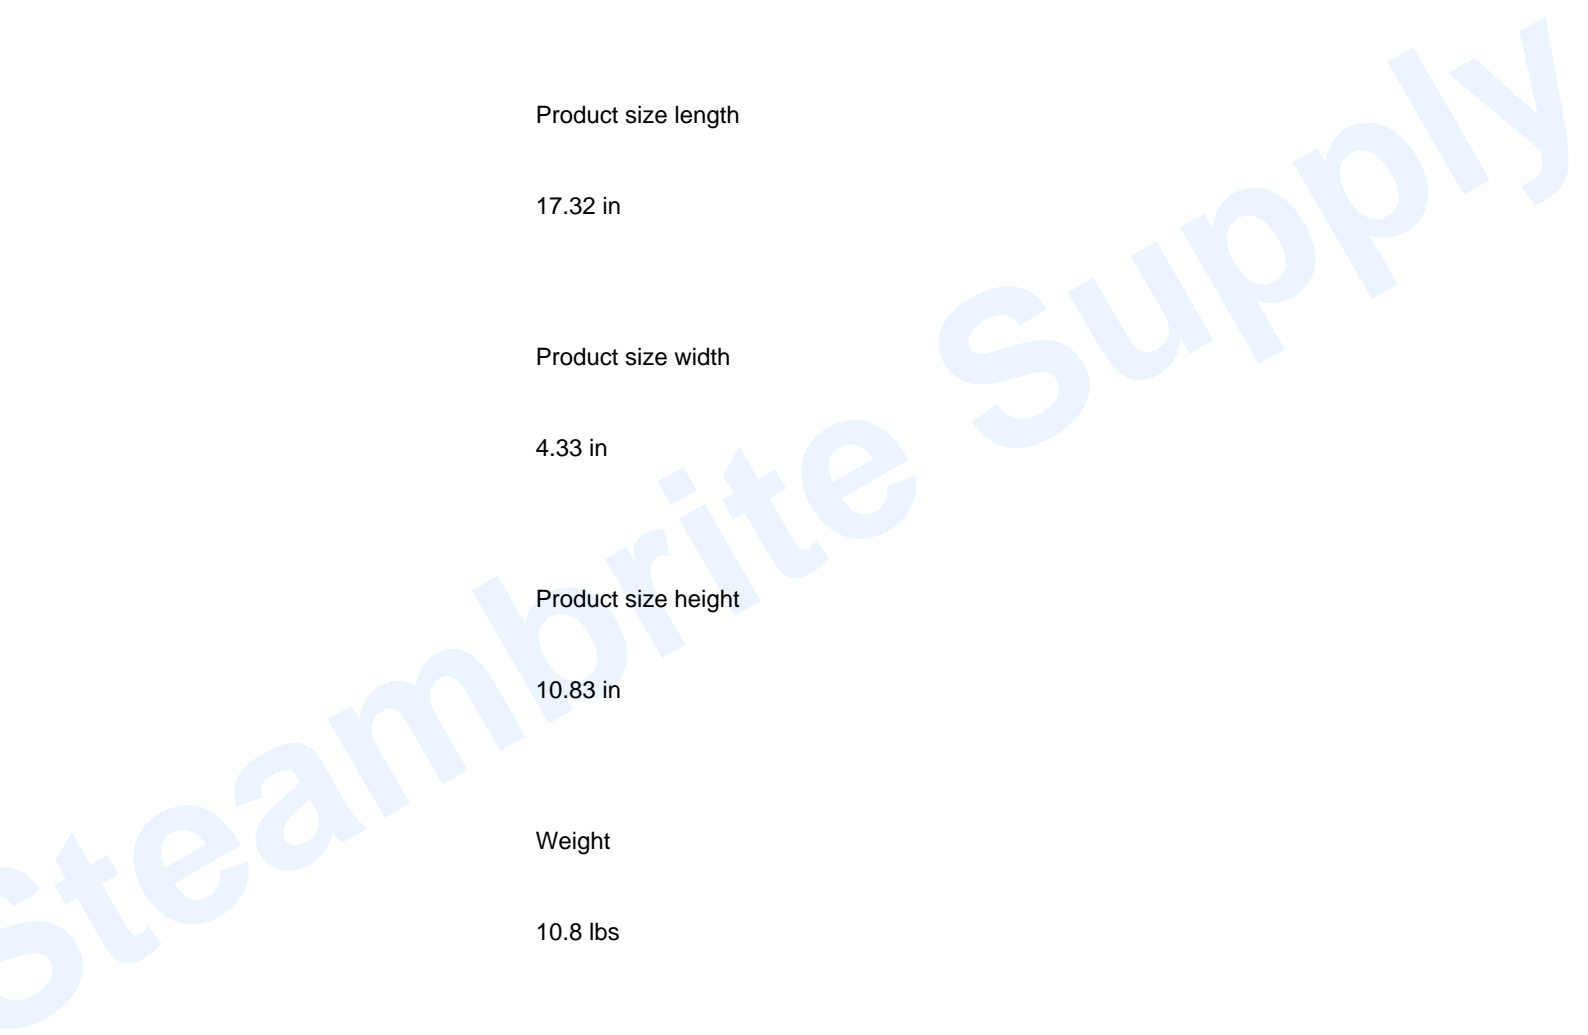 Product size length
17.32 in
Product size width
4.33 in
Product size height
10.83 in
Weight
10.8 lbs
Steambrite Supply